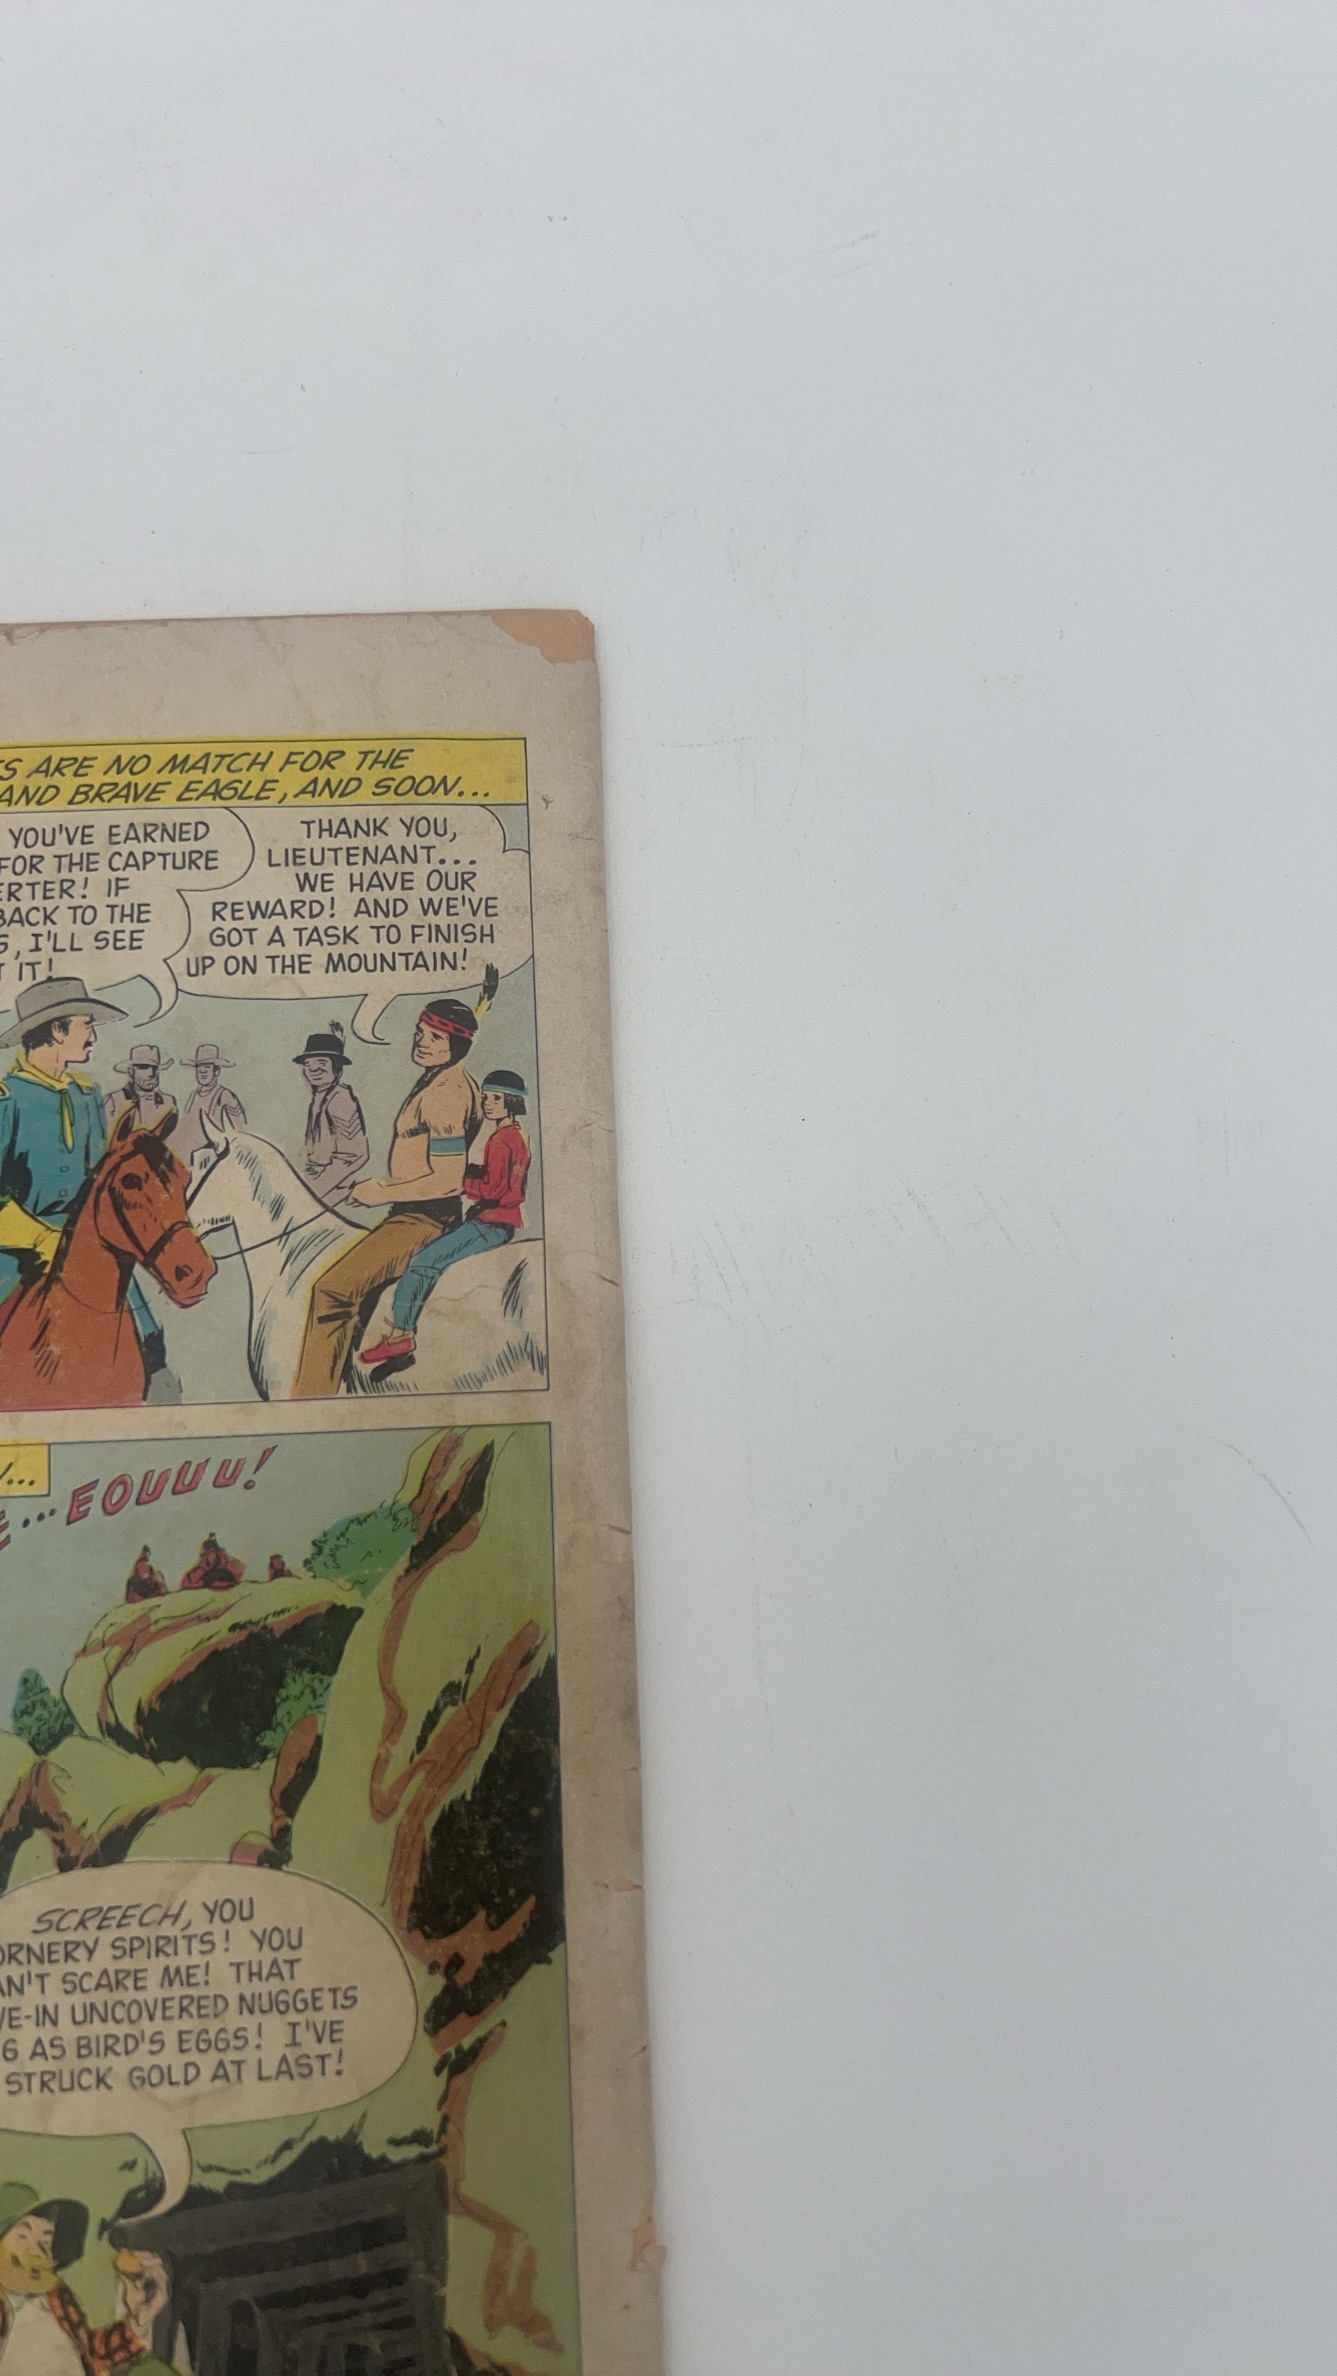 ARE NO MATCH FOR THE
AND BRAVE EAGLE, AND SOON...
YOU'VE EARNED
FOR THE CAPTURE
! IF
BACK TO THE
, I'LL SEE
IT!
THANK YOU,
LIEUTENANT...
WE HAVE OUR
REWARD! AND WE'VE
GOT A TASK TO FINISH
UP ON THE MOUNTAIN!
...EOUUU!
SCREECH, YOU
ORNERY SPIRITS! YOU
AN'T SCARE ME! THAT
VE-IN UNCOVERED NUGGETS
G AS BIRD'S EGGS! I'VE
STRUCK GOLD AT LAST!